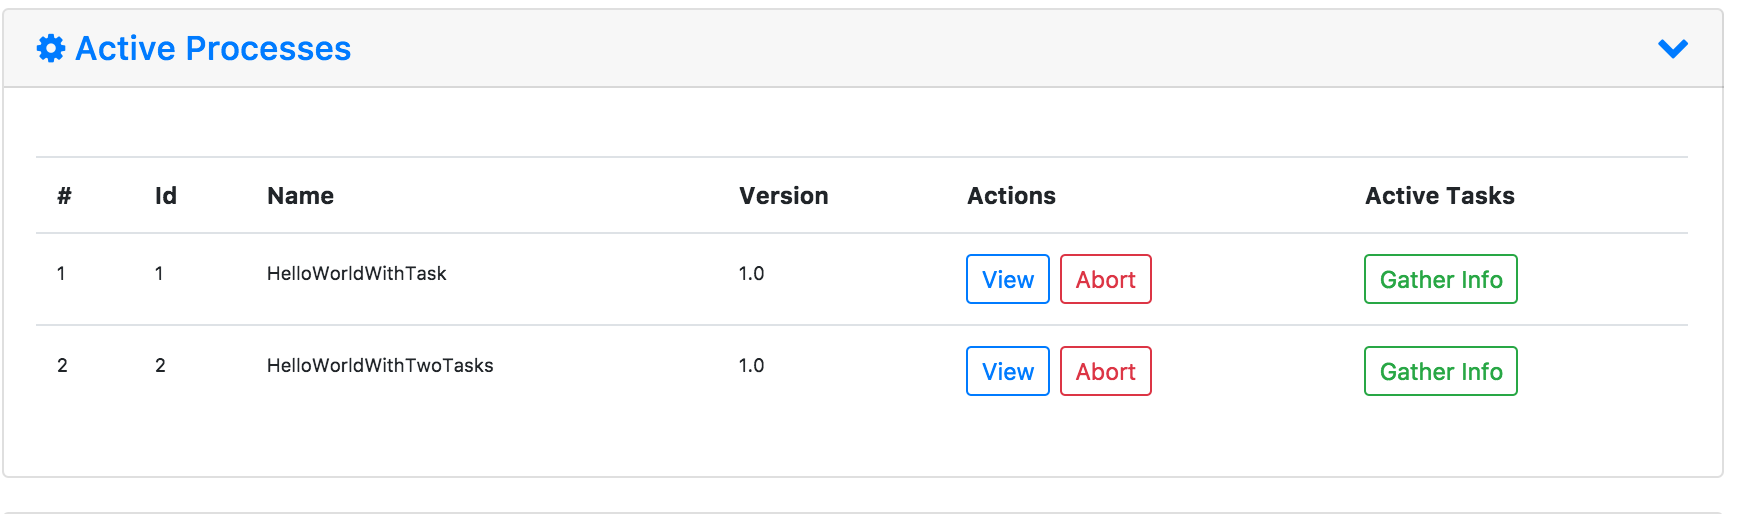 Active Processes
# Id Name Version Actions Active Tasks
1 1 HelloWorldWithTask 1.0 View Abort Gather Info
2 2 HelloWorldWithTwoTasks 1.0 View Abort Gather Info